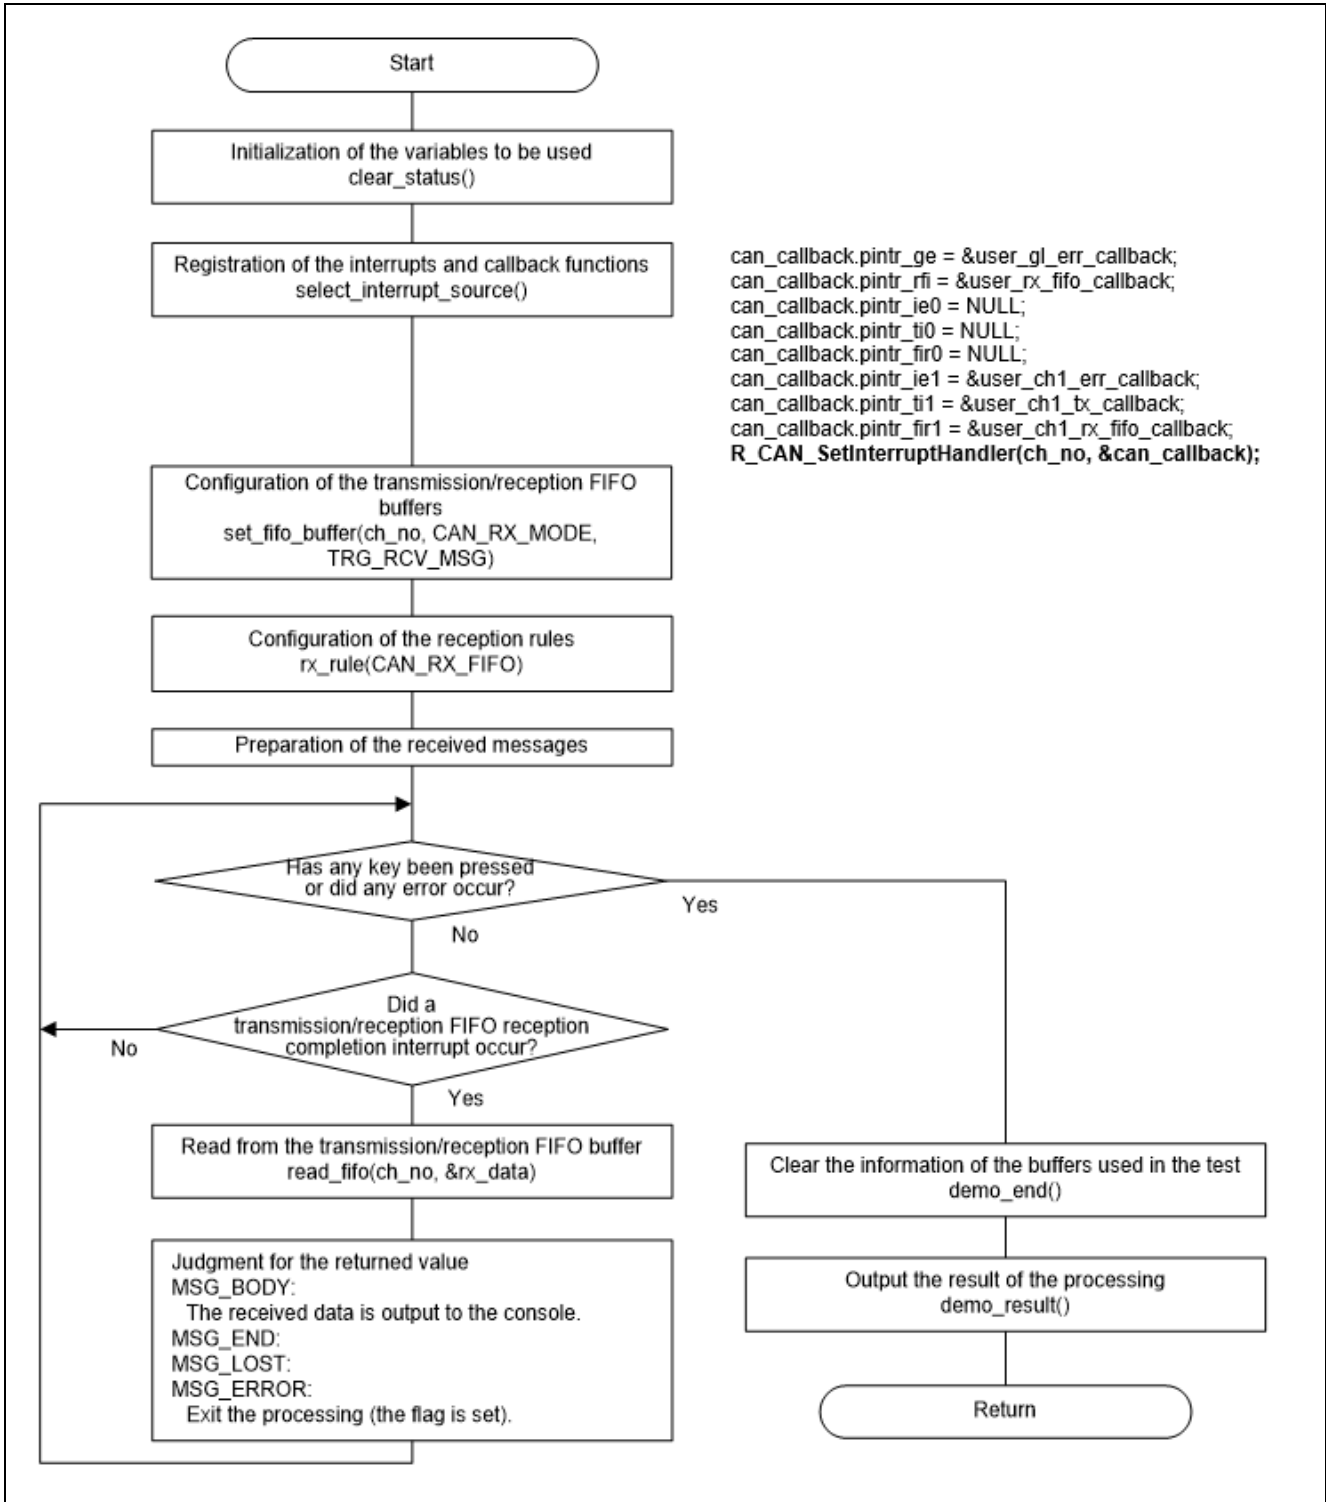 Start
Initialization of the variables to be used
clear_status()
Registration of the interrupts and callback functions
select_interrupt_source()
can_callback.pintr_ge = &user_gl_err_callback;
can_callback.pintr_rfi = &user_rx_fifo_callback;
can_callback.pintr_ie0 = NULL;
can_callback.pintr_ti0 = NULL;
can_callback.pintr_fir0 = NULL;
can_callback.pintr_ie1 = &user_ch1_err_callback;
can_callback.pintr_ti1 = &user_ch1_tx_callback;
can_callback.pintr_fir1 = &user_ch1_rx_fifo_callback;
R_CAN_SetInterruptHandler(ch_no, &can_callback);
Configuration of the transmission/reception FIFO
buffers
set_fifo_buffer(ch_no, CAN_RX_MODE,
TRG_RCV_MSG)
Configuration of the reception rules
rx_rule(CAN_RX_FIFO)
Preparation of the received messages
Has any key been pressed
or did any error occur?
Yes
No
Did a
transmission/reception FIFO reception
completion interrupt occur?
No
Yes
Read from the transmission/reception FIFO buffer
read_fifo(ch_no, &rx_data)
Judgment for the returned value
MSG_BODY:
The received data is output to the console.
MSG_END:
MSG_LOST:
MSG_ERROR:
Exit the processing (the flag is set).
Clear the information of the buffers used in the test
demo_end()
Output the result of the processing
demo_result()
Return